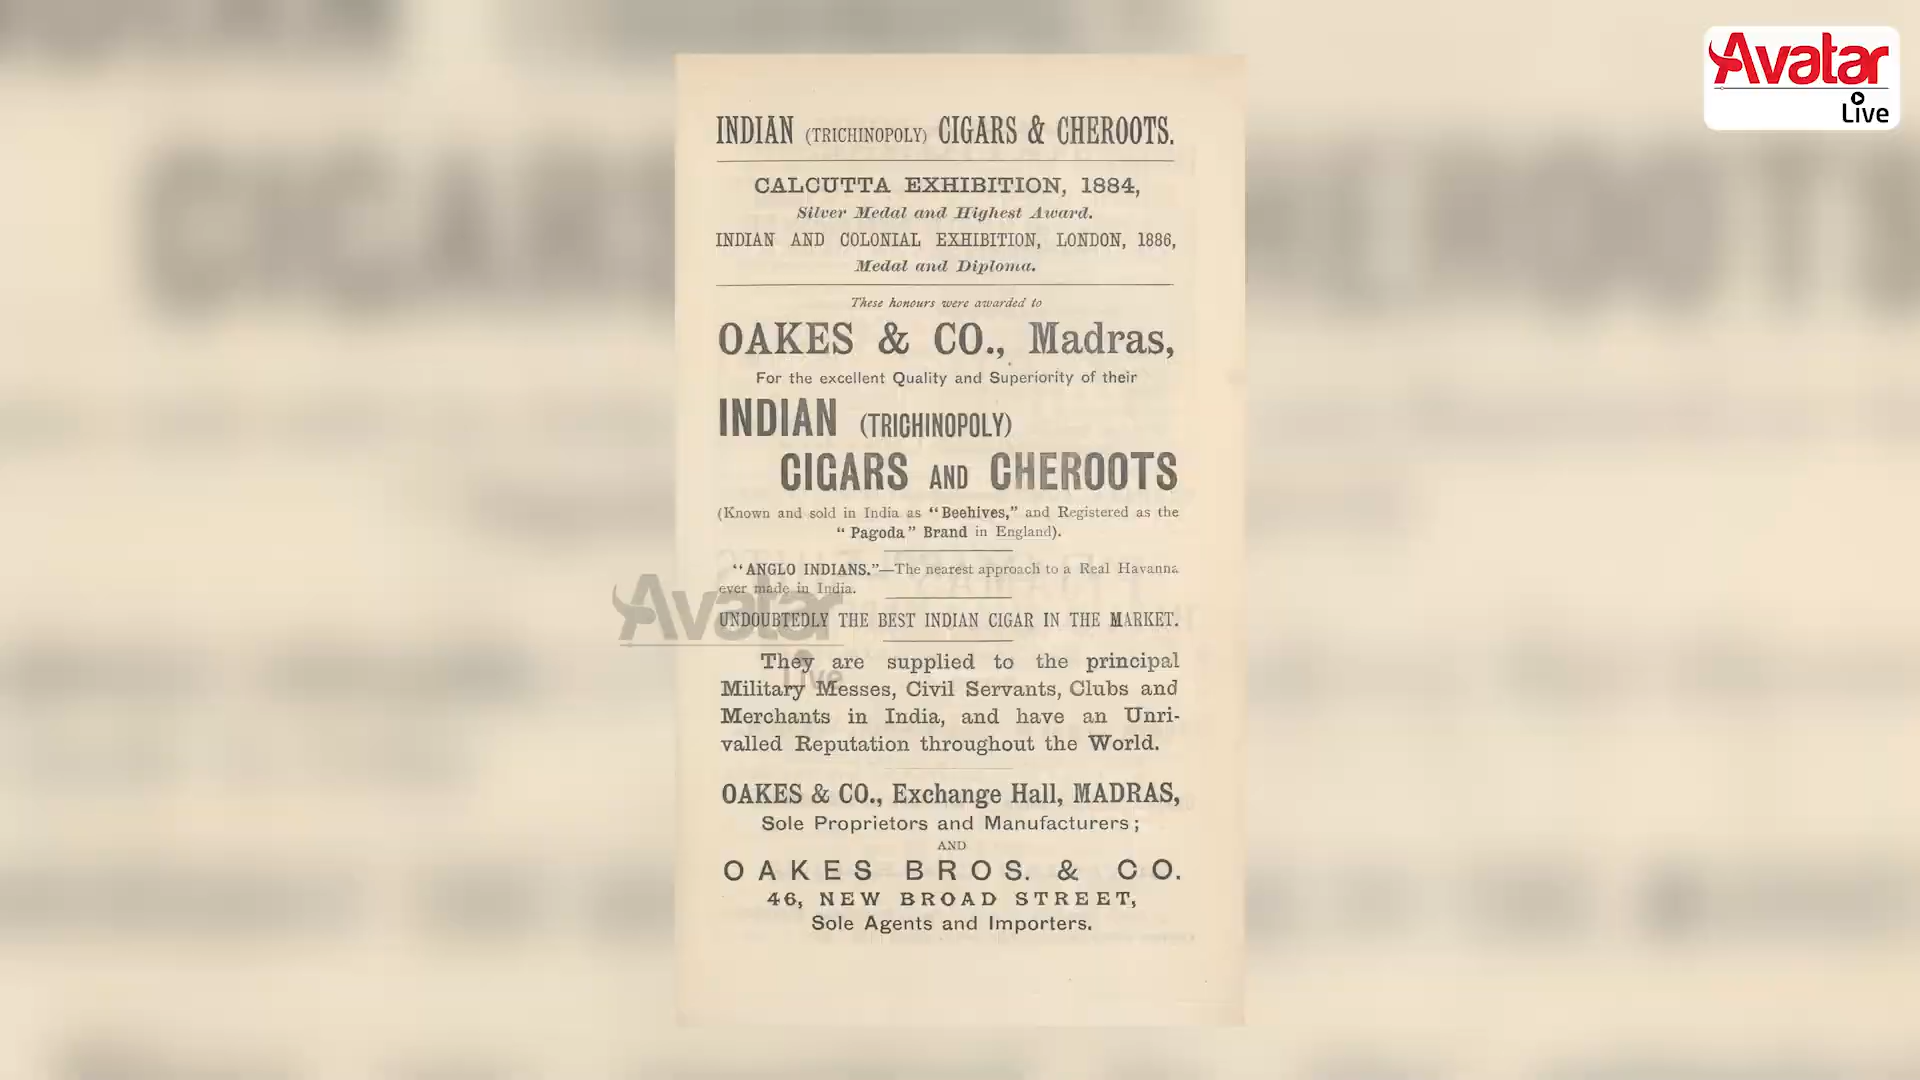 Avatar
Live
INDIAN (TRICHINOPOLY) CIGARS & CHEROOTS.
CALCUTTA EXHIBITION, 1884,
Silver Medal and Highest Award.
INDIAN AND COLONIAL EXHIBITION, LONDON, 1886,
Medal and Diploma.
These honours were awarded to
OAKES & CO., Madras,
For the excellent Quality and Superiority of their
INDIAN (TRICHINOPOLY)
CIGARS AND CHEROOTS
(Known and sold in India as "Beehives," and Registered as the
"Pagoda" Brand in England).
"ANGLO INDIANS."—The nearest approach to a Real Havanna
ever made in India.
Avatar
Live
UNDOUBTEDLY THE BEST INDIAN CIGAR IN THE MARKET.
They are supplied to the principal
Military Messes, Civil Servants, Clubs and
Merchants in India, and have an Unri-
valled Reputation throughout the World.
OAKES & CO., Exchange Hall, MADRAS,
Sole Proprietors and Manufacturers;
AND
OAKES BROS. & CO.
46, NEW BROAD STREET,
Sole Agents and Importers.